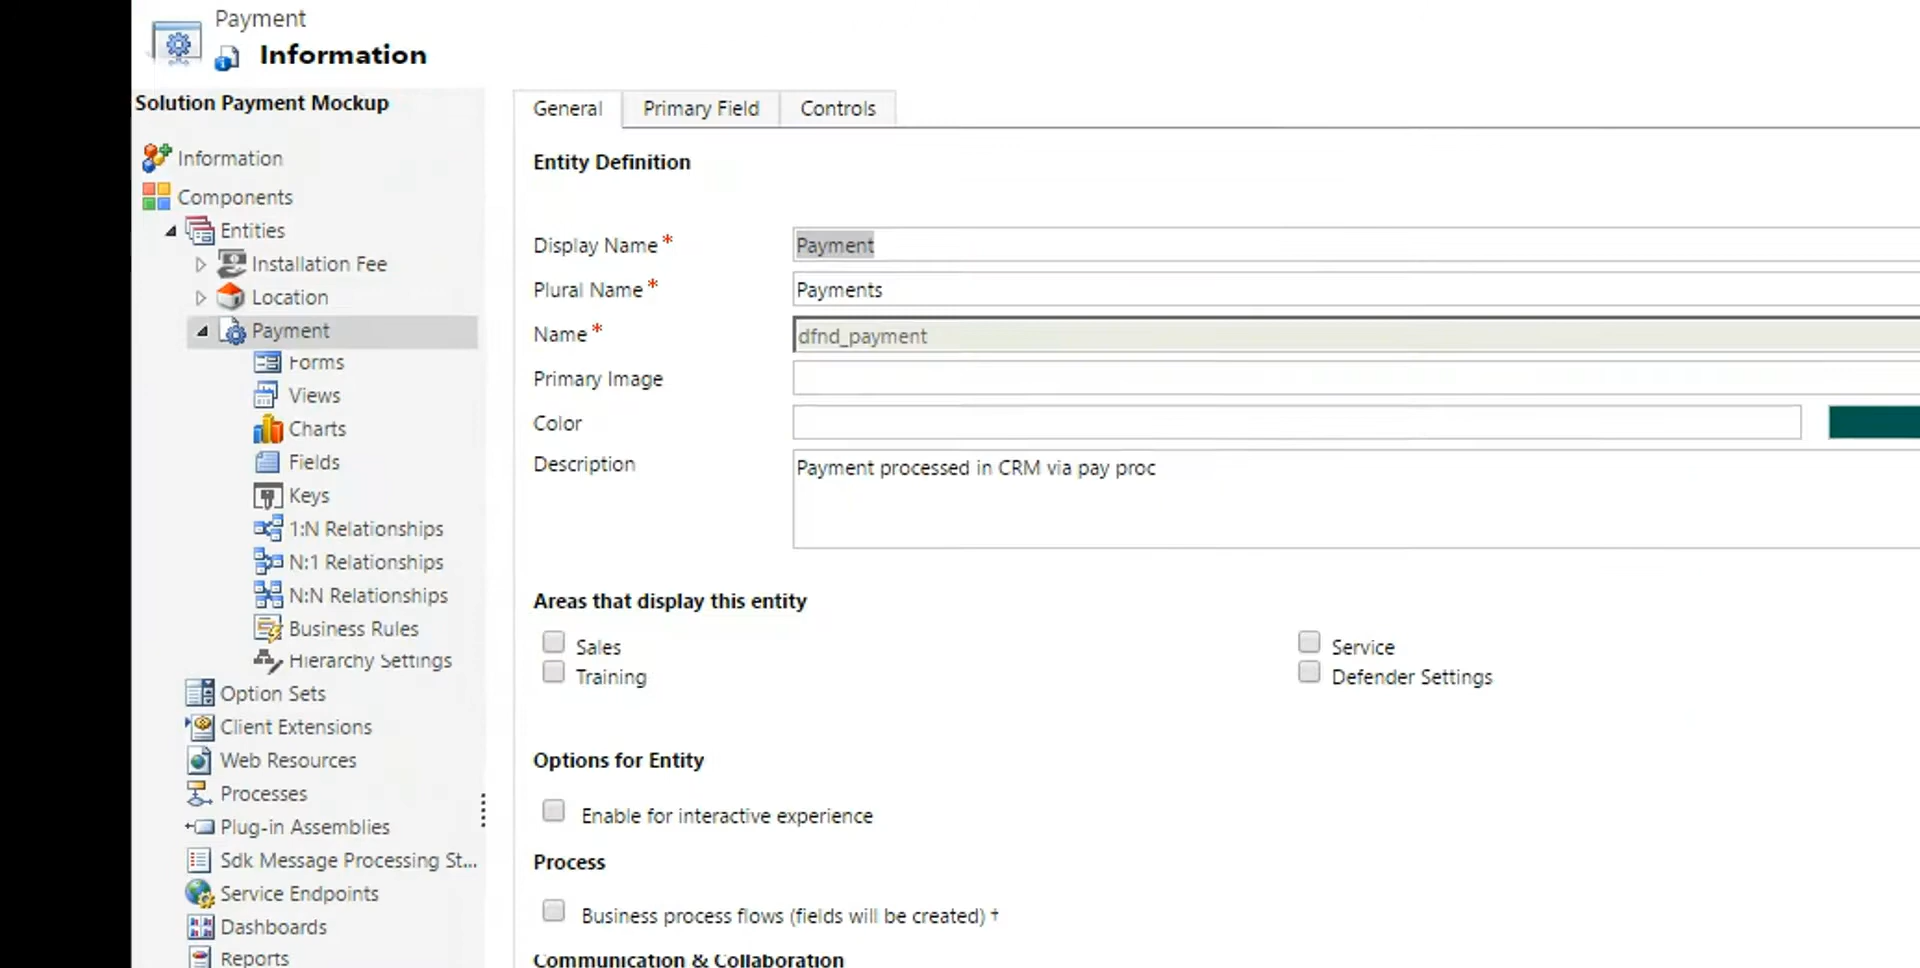 Payment
Information
Solution Payment Mockup
Information
Components
Entities
Installation Fee
Location
Payment
Forms
Views
Charts
Fields
Keys
1:N Relationships
N:1 Relationships
N:N Relationships
Business Rules
Hierarchy Settings
Option Sets
Client Extensions
Web Resources
Processes
Plug-in Assemblies
Sdk Message Processing St...
Service Endpoints
Dashboards
Reports
General Primary Field Controls
Entity Definition
Display Name* Payment
Plural Name* Payments
Name* dfnd_payment
Primary Image
Color
Description Payment processed in CRM via pay proc
Areas that display this entity
Sales Service
Training Defender Settings
Options for Entity
Enable for interactive experience
Process
Business process flows (fields will be created) †
Communication & Collaboration